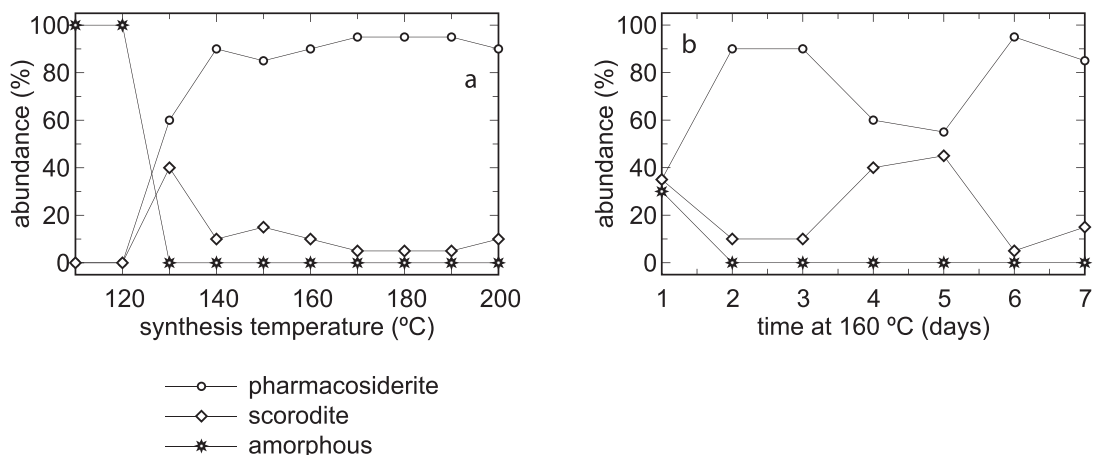 100
80
60
40
20
0
abundance (%)
a
120 140 160 180 200
synthesis temperature (ºC)
100
80
60
40
20
0
abundance (%)
b
1 2 3 4 5 6 7
time at 160 ºC (days)
pharmacosiderite
scorodite
amorphous